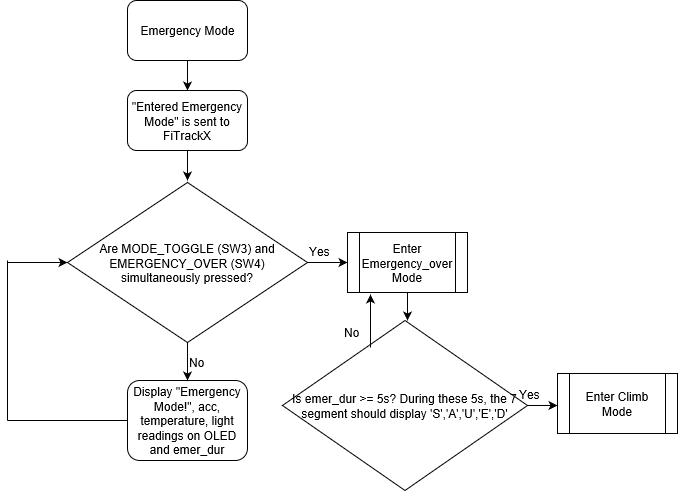 Emergency Mode
"Entered Emergency
Mode" is sent to
FiTrackX
Are MODE_TOGGLE (SW3) and
EMERGENCY_OVER (SW4)
simultaneously pressed?
Yes
Enter
Emergency_over
Mode
No
No
Display "Emergency
Mode!", acc,
temperature, light
readings on OLED
and emer_dur
Is emer_dur >= 5s? During these 5s, the 7
segment should display 'S','A','U','E','D'
Yes
Enter Climb
Mode